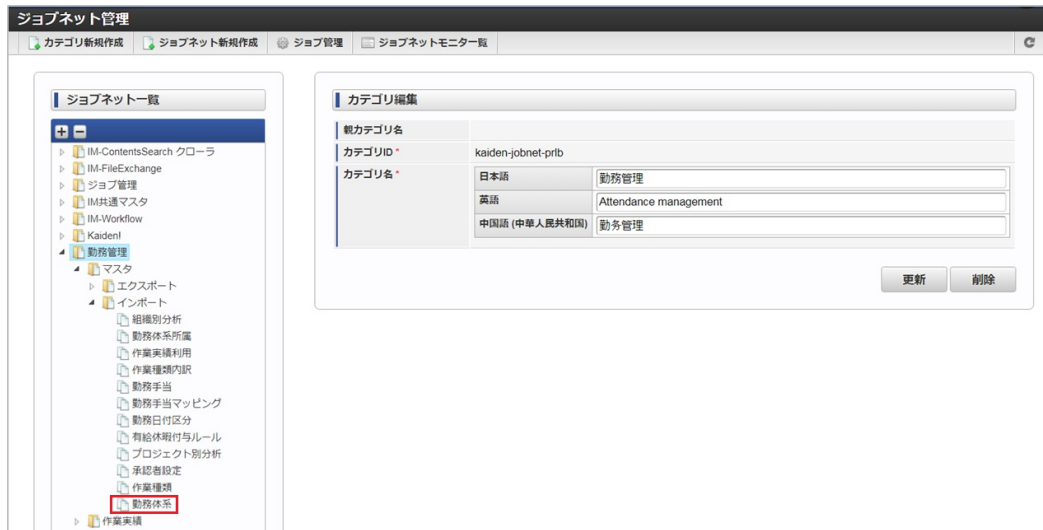 ジョブネット管理
カテゴリ新規作成 ジョブネット新規作成 ジョブ管理 ジョブネットモニター覧
ジョブネット一覧
IM-ContentsSearch クローラ
IM-FileExchange
ジョブ管理
IM共通マスタ
IM-Workflow
Kaiden!
勤務管理
マスタ
エクスポート
インポート
組織別分析
勤務体系所属
作業実績利用
作業種類内訳
勤務手当
勤務手当マッピング
勤務日付区分
有給休暇付与ルール
プロジェクト別分析
承認者設定
作業種類
勤務体系
作業実績
カテゴリ編集
親カテゴリ名
カテゴリID * kaiden-jobnet-prlb
カテゴリ名 * 日本語 勤務管理
英語 Attendance management
中国語 (中華人民共和国) 勤务管理
更新 削除